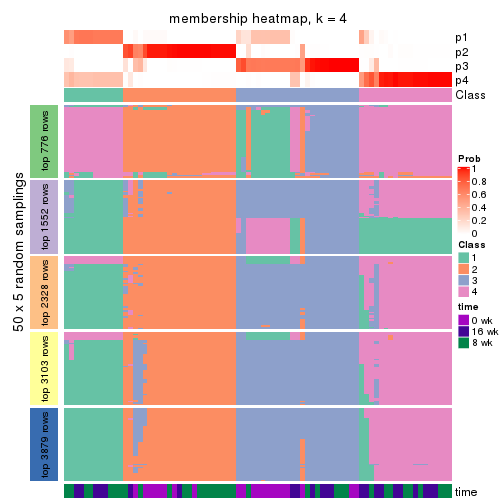 membership heatmap, k = 4
p1
p2
p3
p4
Class
50 x 5 random samplings
top 776 rows
top 1552 rows
top 2328 rows
top 3103 rows
top 3879 rows
time
Prob
1
0.8
0.6
0.4
0.2
0
Class
1
2
3
4
time
0 wk
16 wk
8 wk